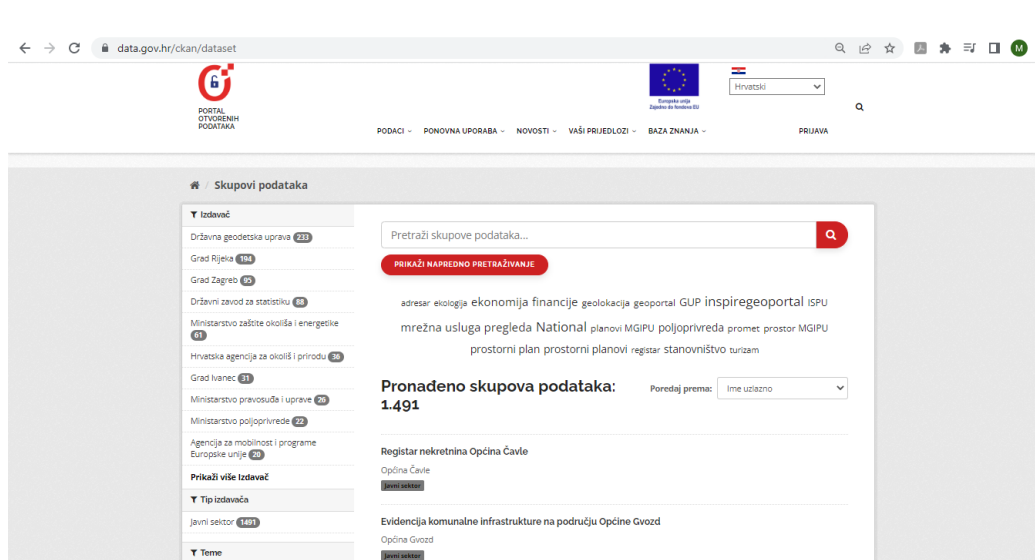 data.gov.hr/ckan/dataset
M
PORTAL
OTVORENIH
PODATAKA
Europska unija
Zajedno do fondova EU
Hrvatski
PODACI
PONOVNA UPORABA
NOVOSTI
VAŠI PRIJEDLOZI
BAZA ZNANJA
PRIJAVA
/ Skupovi podataka
Izdavač
Državna geodetska uprava 233
Grad Rijeka 194
Grad Zagreb 95
Državni zavod za statistiku 88
Ministarstvo zaštite okoliša i energetike
61
Hrvatska agencija za okoliš i prirodu 36
Grad Ivanec 31
Ministarstvo pravosuđa i uprave 26
Ministarstvo poljoprivrede 22
Agencija za mobilnost i programe
Europske unije 20
Prikaži više Izdavač
Tip izdavača
Javni sektor 1491
Teme
Pretraži skupove podataka...
PRIKAŽI NAPREDNO PRETRAŽIVANJE
adresar ekologija ekonomija financije geolokacija geoportal GUP inspiregeoportal ISPU
mrežna usluga pregleda National planovi MGIPU poljoprivreda promet prostor MGIPU
prostorni plan prostorni planovi registar stanovništvo turizam
Pronađeno skupova podataka:
1.491
Poredaj prema: Ime uzlazno
Registar nekretnina Općina Čavle
Općina Čavle
Javni sektor
Evidencija komunalne infrastrukture na području Općine Gvozd
Općina Gvozd
Javni sektor